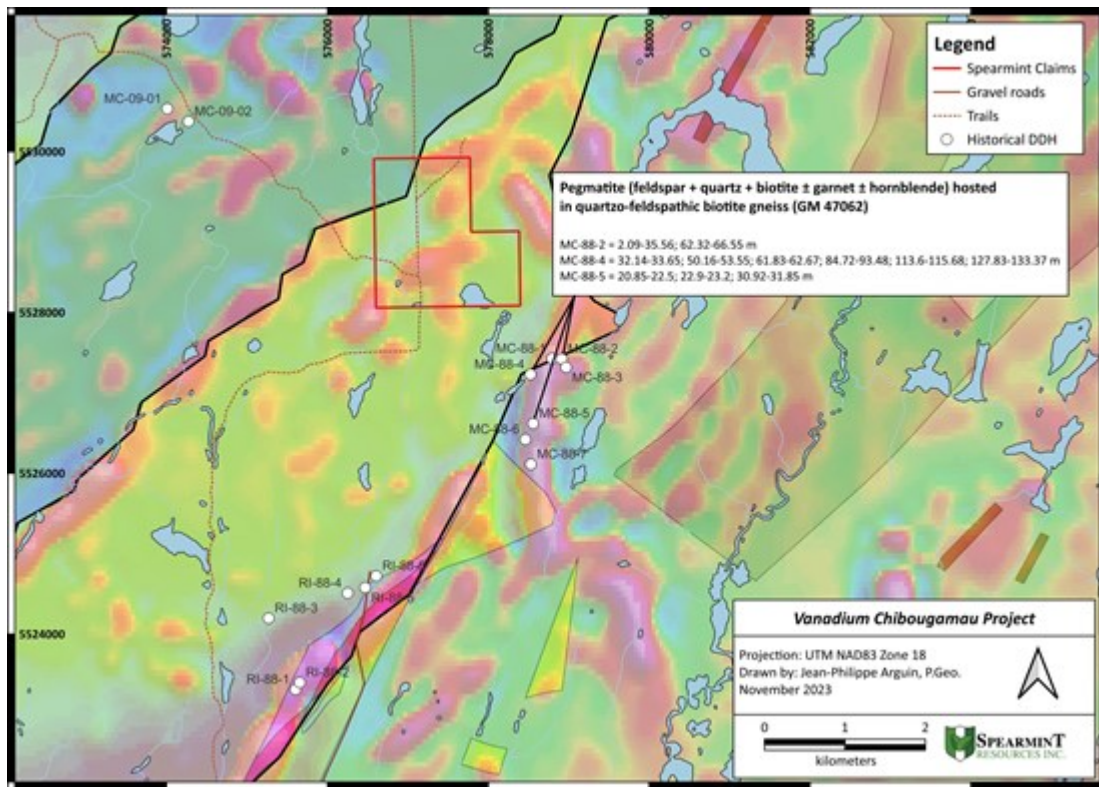 574000
576000
578000
580000
582000
Legend
Spearmint Claims
Gravel roads
Trails
Historical DDH
MC-09-01
MC-09-02
5530000
Pegmatite (feldspar + quartz + biotite ± garnet ± hornblende) hosted
in quartzo-feldspathic biotite gneiss (GM 47062)
MC-88-2 = 2.09-35.56; 62.32-66.55 m
MC-88-4 = 32.14-33.65; 50.16-53.55; 61.83-62.67; 84.72-93.48; 113.6-115.68; 127.83-133.37 m
MC-88-5 = 20.85-22.5; 22.9-23.2; 30.92-31.85 m
5528000
MC-88-1
MC-88-2
MC-88-4
MC-88-3
MC-88-5
MC-88-6
MC-88-7
5526000
RI-88-4
RI-88-3
5524000
RI-88-1
RI-88-2
Vanadium Chibougamau Project
Projection: UTM NAD83 Zone 18
Drawn by: Jean-Philippe Arguin, P.Geo.
November 2023
0 1 2
kilometers
SPEARMINT
RESOURCES INC.